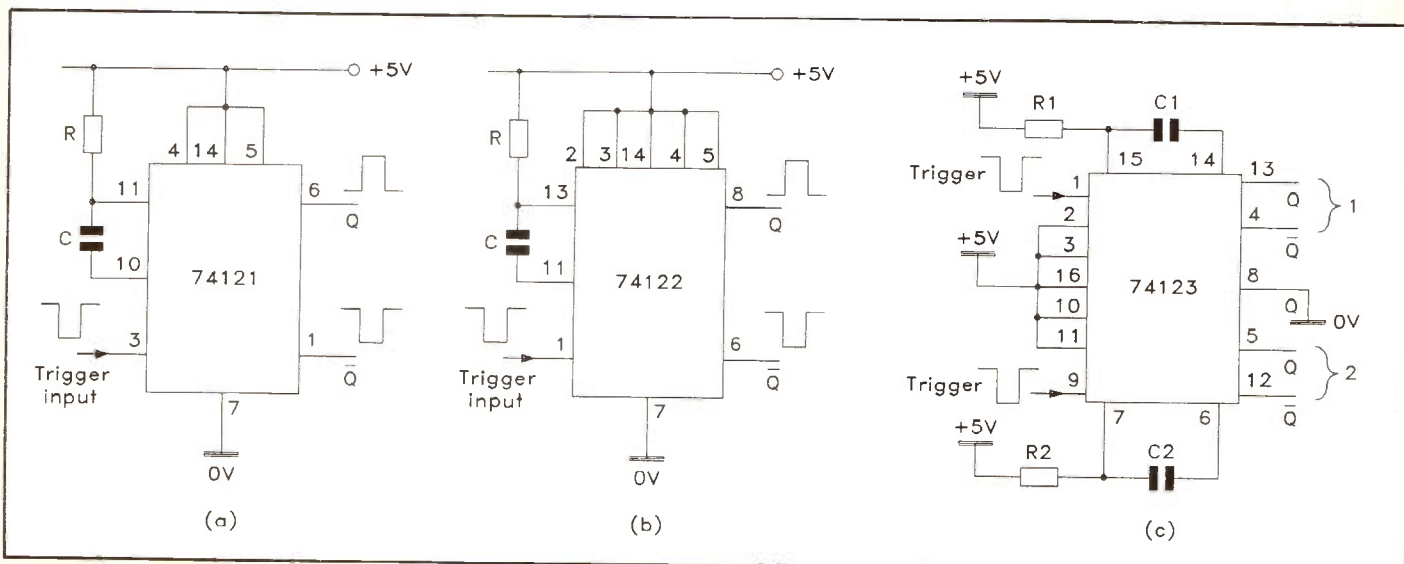 +5V
R
4 14 5
11
6
Q
C
10
74121
3
1
Q̅
Trigger
input
7
0V
(a)
+5V
R
2 3 14 4 5
13
8
Q
C
11
74122
1
6
Q̅
Trigger
input
7
0V
(b)
+5V
R1
C1
15 14
Trigger
1
13
Q
1
2
4
Q̅
+5V
3
16
74123
8
Q
0V
10
11
5
Q
2
Trigger
9
12
Q̅
7 6
+5V
R2
C2
(c)